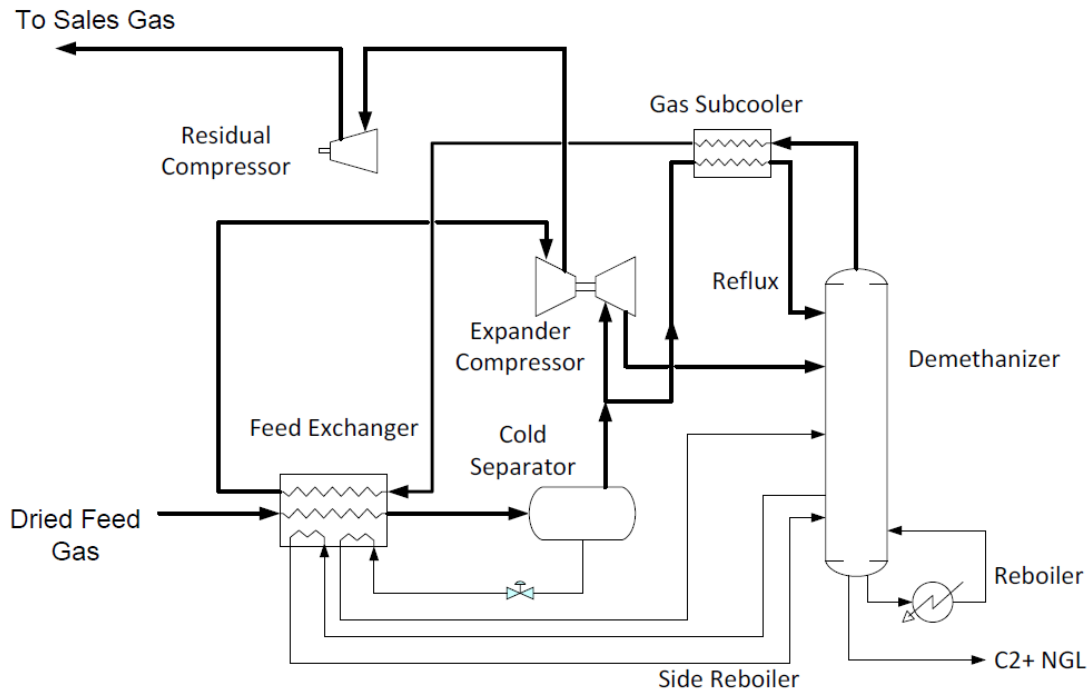 To Sales Gas
Gas Subcooler
Residual
Compressor
Reflux
Expander
Compressor
Demethanizer
Feed Exchanger
Cold
Separator
Dried Feed
Gas
Reboiler
Side Reboiler
C2+ NGL